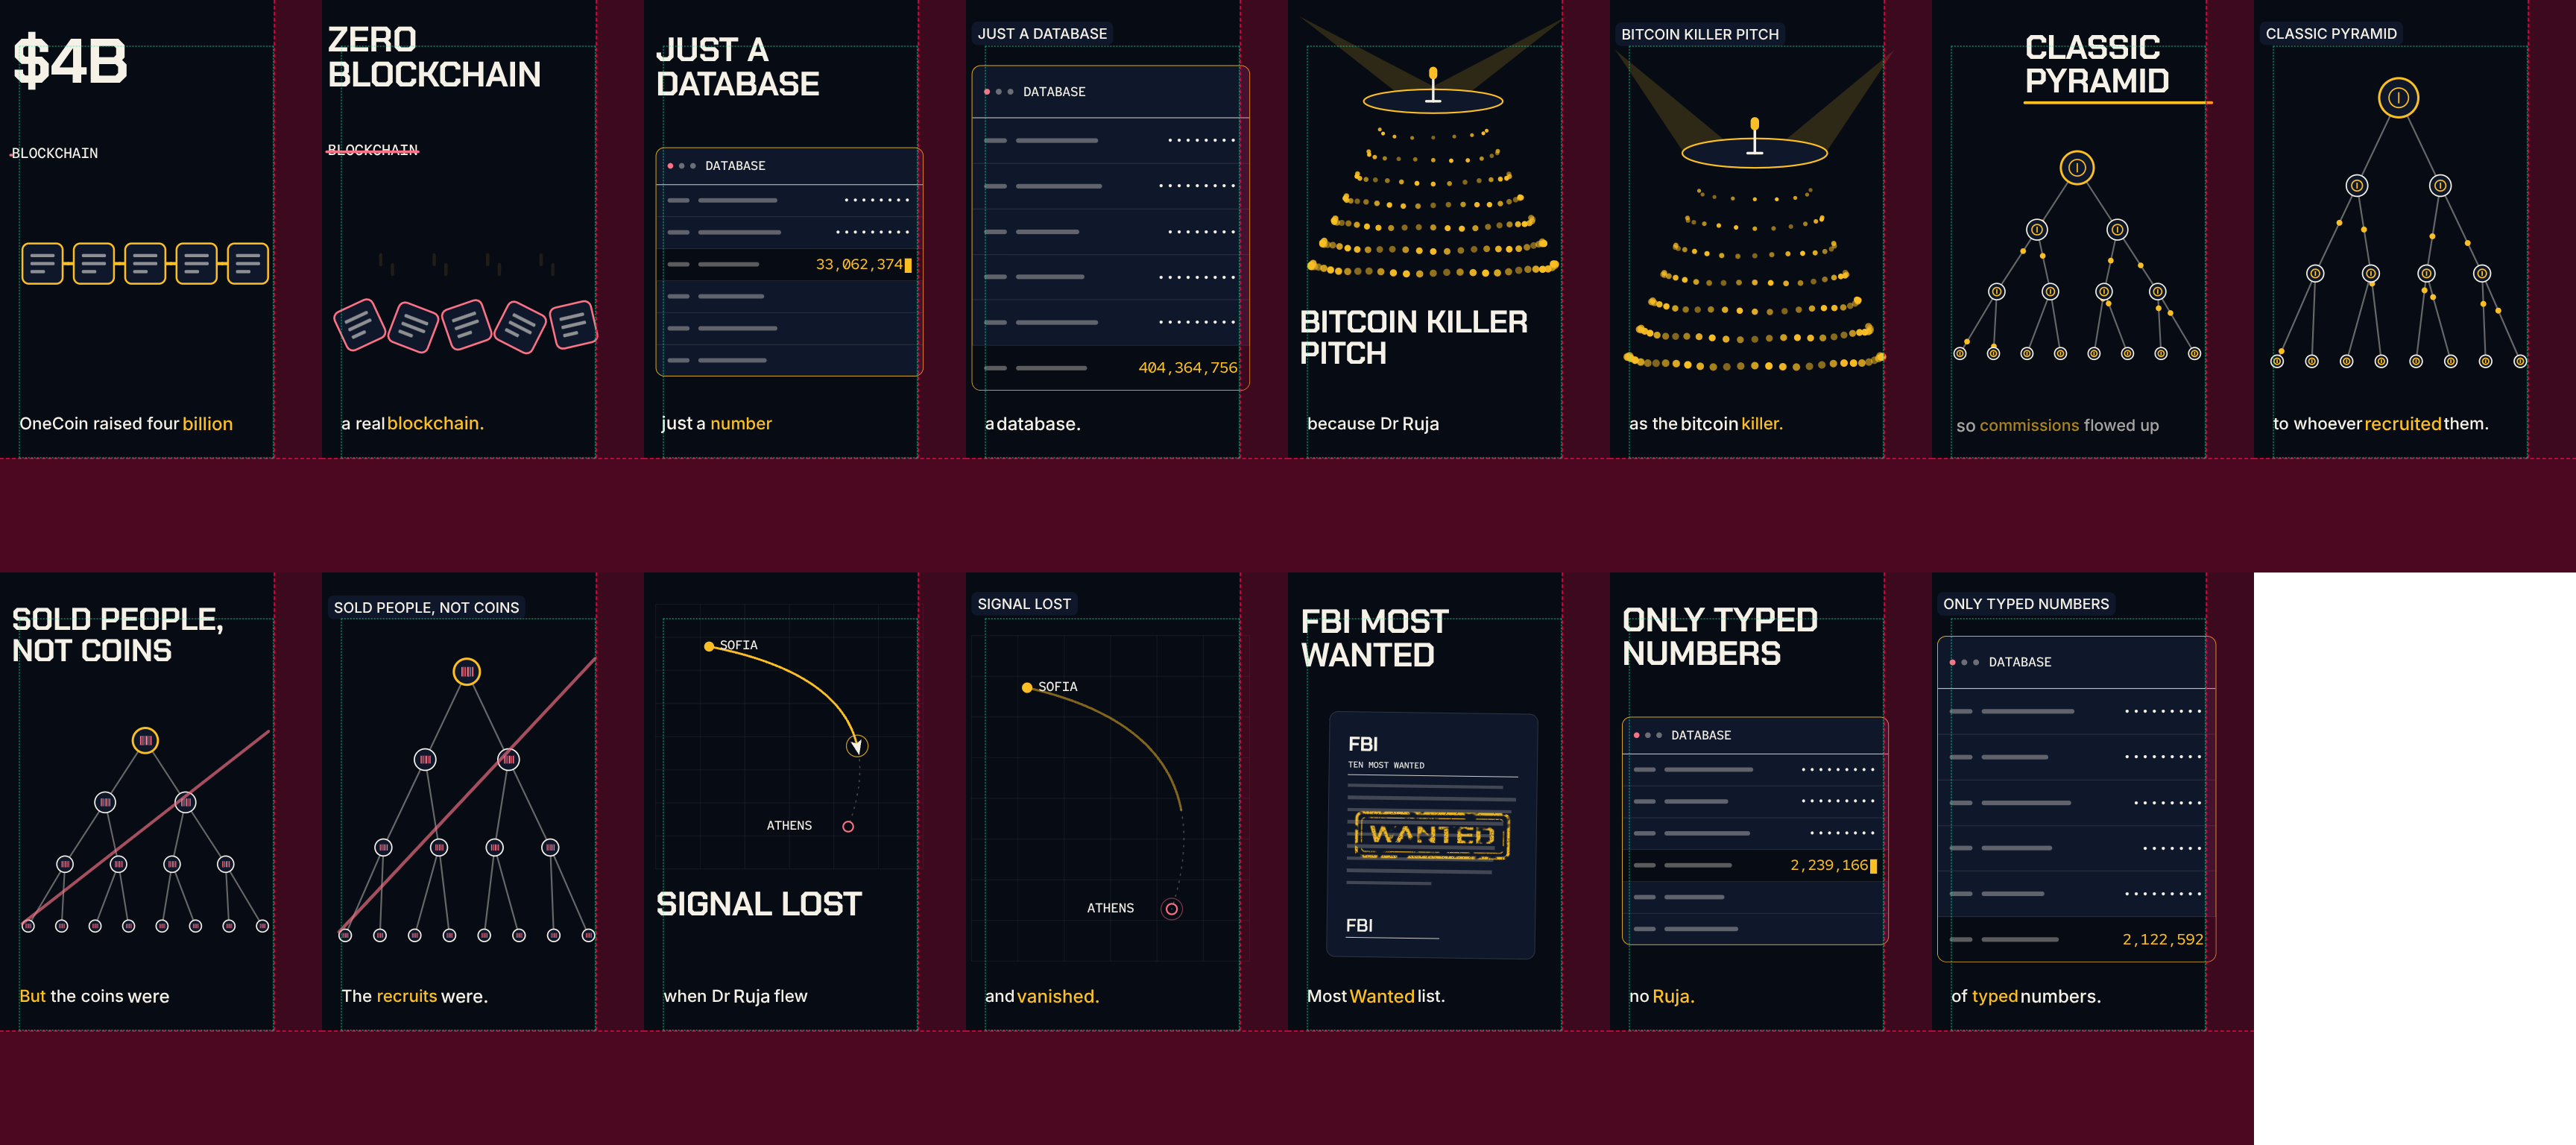 $4B
BLOCKCHAIN
OneCoin raised four billion
ZERO
BLOCKCHAIN
BLOCKCHAIN
a real blockchain.
JUST A
DATABASE
DATABASE
33,062,374
just a number
JUST A DATABASE
DATABASE
404,364,756
a database.
BITCOIN KILLER
PITCH
because Dr Ruja
BITCOIN KILLER PITCH
as the bitcoin killer.
CLASSIC
PYRAMID
so commissions flowed up
CLASSIC PYRAMID
to whoever recruited them.
SOLD PEOPLE,
NOT COINS
But the coins were
SOLD PEOPLE, NOT COINS
The recruits were.
SOFIA
ATHENS
SIGNAL LOST
when Dr Ruja flew
SIGNAL LOST
SOFIA
ATHENS
and vanished.
FBI MOST
WANTED
FBI
TEN MOST WANTED
WANTED
FBI
Most Wanted list.
ONLY TYPED
NUMBERS
DATABASE
2,239,166
no Ruja.
ONLY TYPED NUMBERS
DATABASE
2,122,592
of typed numbers.